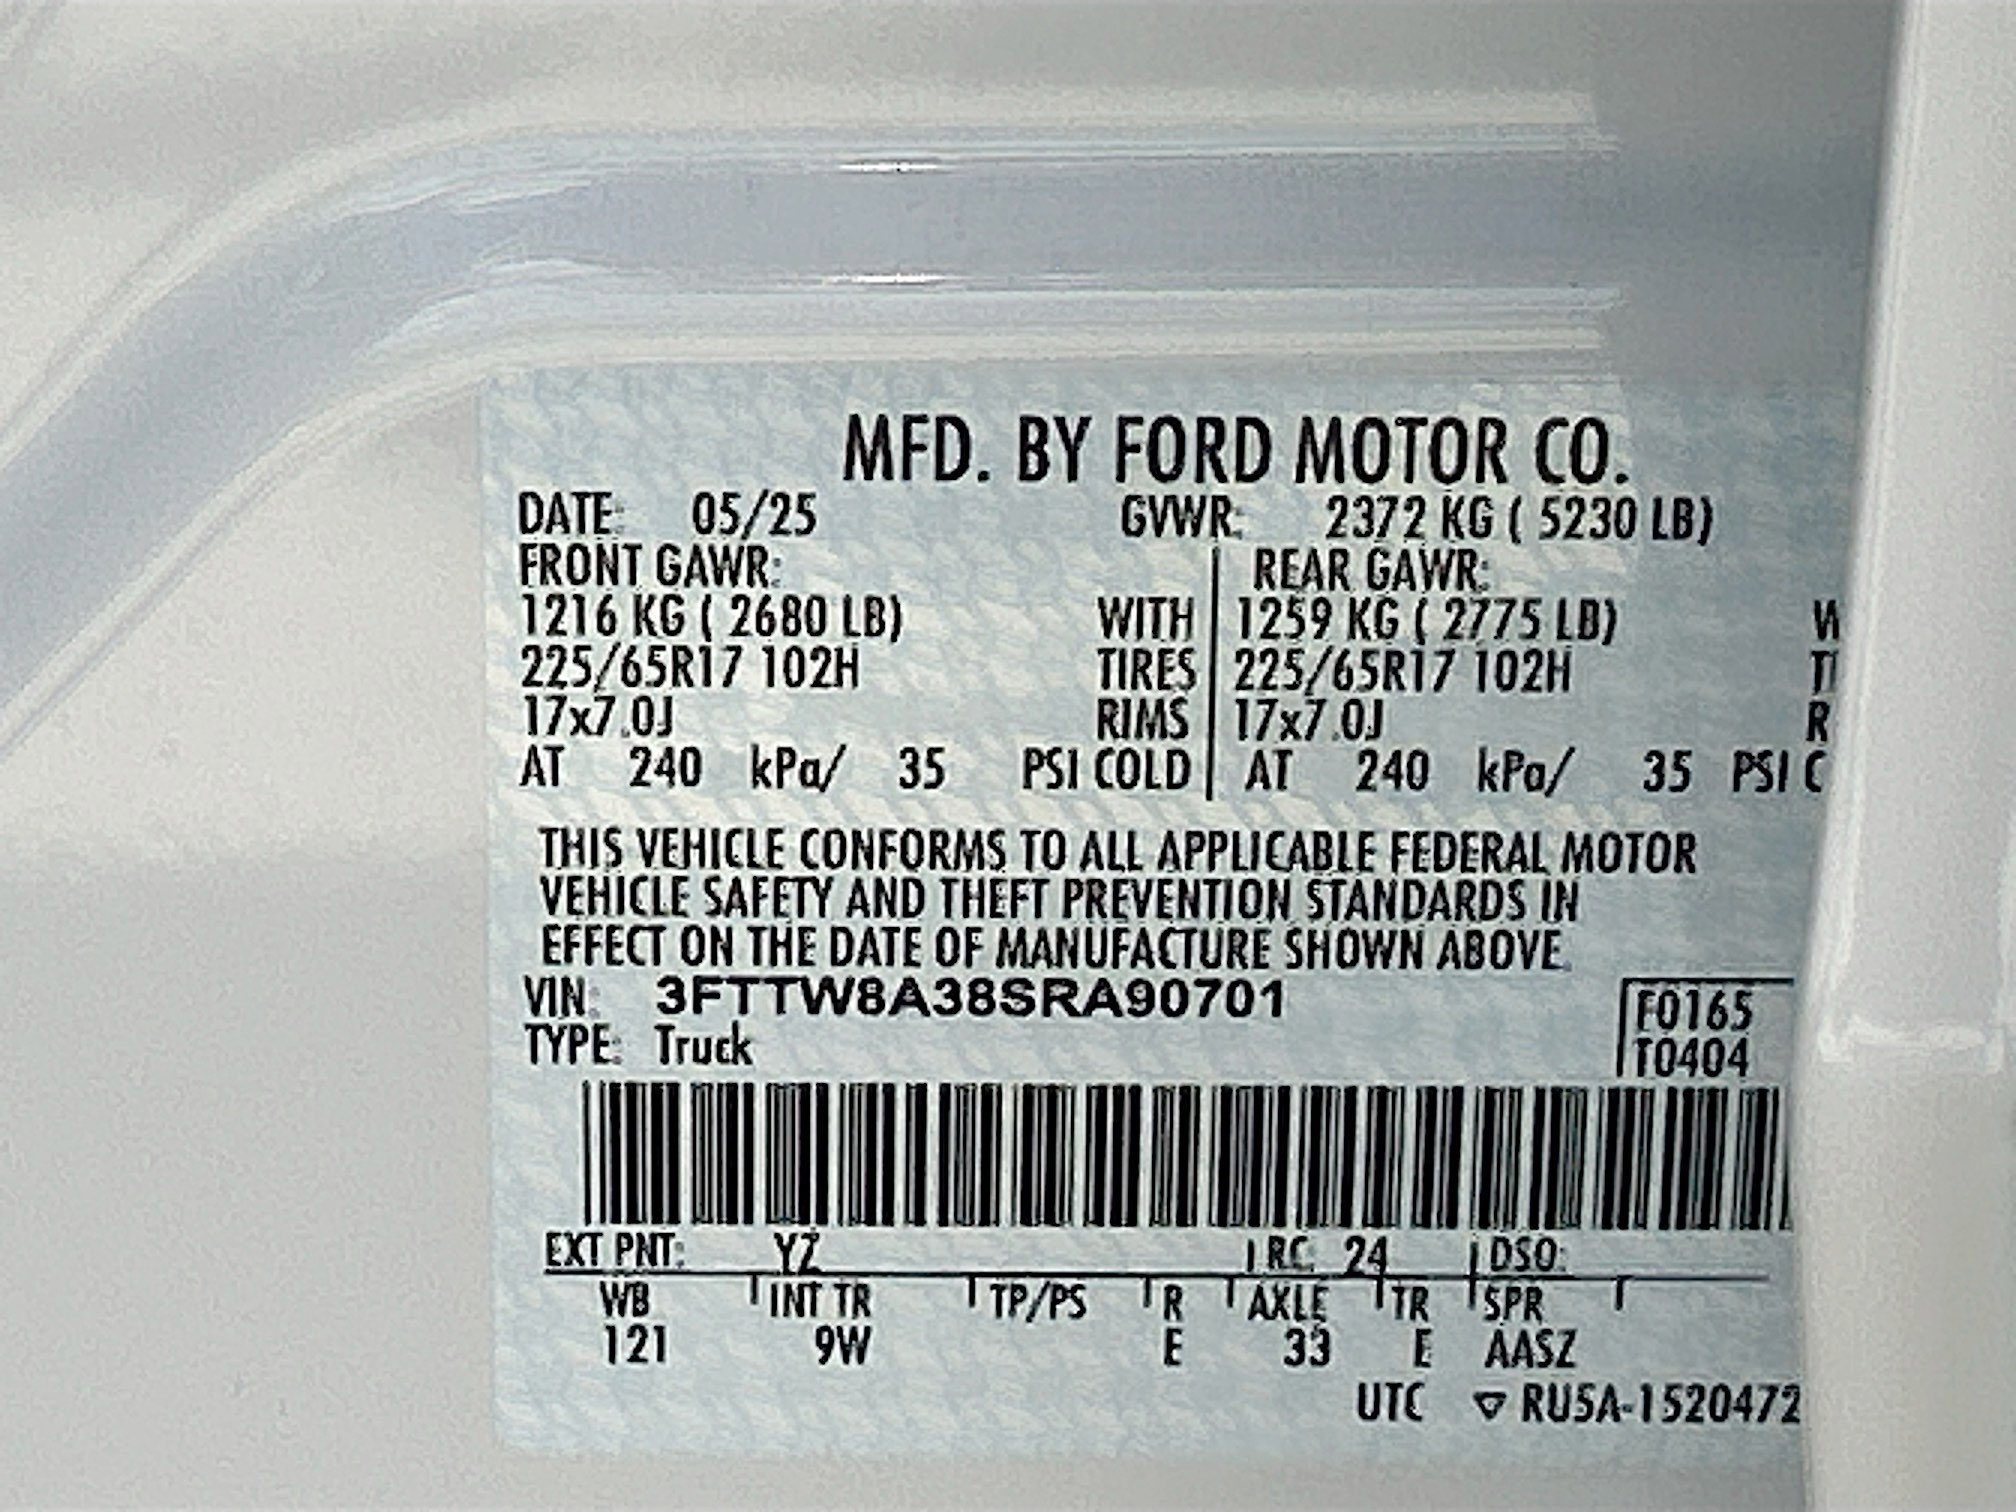 MFD. BY FORD MOTOR CO.
DATE: 05/25 GVWR: 2372 KG ( 5230 LB)
FRONT GAWR: REAR GAWR:
1216 KG ( 2680 LB) WITH 1259 KG ( 2775 LB) W
225/65R17 102H TIRES 225/65R17 102H TI
17x7.0J RIMS 17x7.0J R
AT 240 kPa/ 35 PSI COLD AT 240 kPa/ 35 PSI C
THIS VEHICLE CONFORMS TO ALL APPLICABLE FEDERAL MOTOR
VEHICLE SAFETY AND THEFT PREVENTION STANDARDS IN
EFFECT ON THE DATE OF MANUFACTURE SHOWN ABOVE.
VIN: 3FTTW8A38SRA90701 F0165
TYPE: Truck T0404
EXT PNT: YZ RC: 24 DSO:
WB INT TR TP/PS R AXLE TR SPR
121 9W E 33 E AASZ
UTC ▽ RU5A-1520472